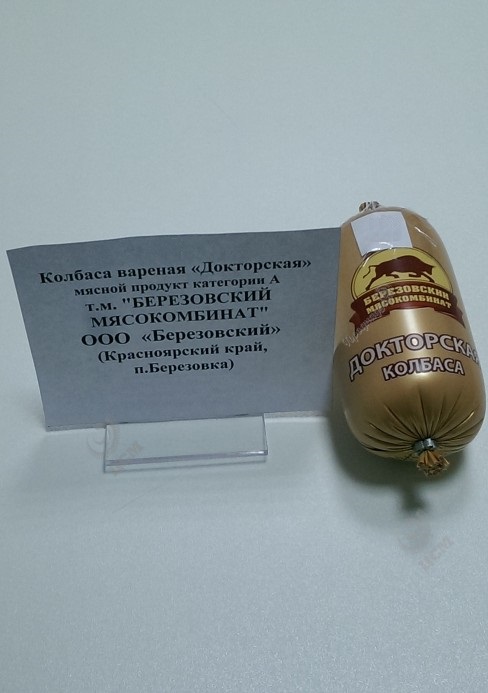 Колбаса вареная «Докторская»
мясной продукт категории А
т.м. "БЕРЕЗОВСКИЙ
МЯСОКОМБИНАТ"
ООО «Березовский»
(Красноярский край,
п.Березовка)
БЕРЕЗОВСКИЙ
МЯСОКОМБИНАТ
ДОКТОРСКАЯ
КОЛБАСА